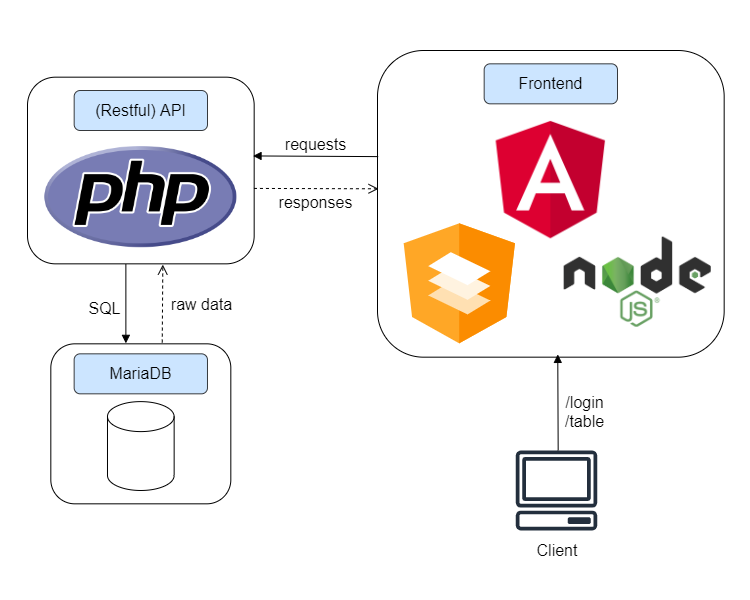 Frontend
(Restful) API
A
requests
php
responses
node
JS
SQL
raw data
MariaDB
/login
/table
Client